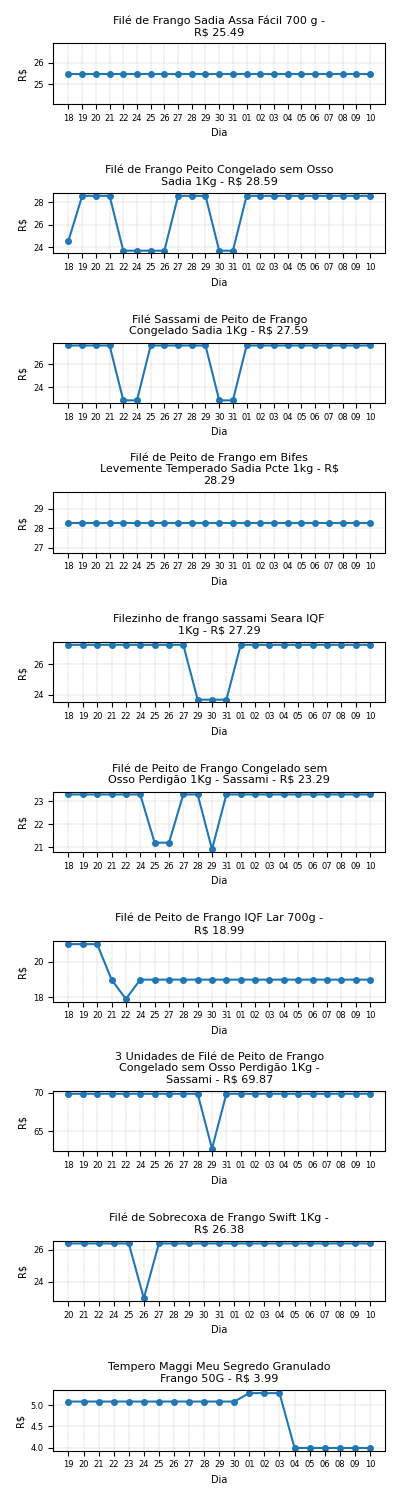 Filé de Frango Sadia Assa Fácil 700 g -
R$ 25.49
R$
26
25
18 19 20 21 22 23 24 25 26 27 28 29 30 31 01 02 03 04 05 06 07 10
Dia
Filé de Frango Peito Congelado sem Osso
Sadia 1Kg - R$ 28.59
R$
28
26
24
18 19 20 21 22 24 25 26 27 28 29 30 31 01 02 03 04 05 06 07 08 09 10
Dia
Filé Sassami de Peito de Frango
Congelado Sadia 1Kg - R$ 27.59
R$
26
24
18 19 20 21 22 24 25 26 27 28 29 30 31 01 02 03 04 05 06 07 08 09 10
Dia
Filé de Peito de Frango em Bifes
Levemente Temperado Sadia Pcte 1kg - R$
28.29
R$
29
28
27
18 19 20 21 22 24 25 26 27 28 29 30 31 01 02 03 04 05 06 07 08 09 10
Dia
Filezinho de frango sassami Seara IQF
1Kg - R$ 27.29
R$
26
24
18 19 20 21 22 24 25 26 27 29 30 31 01 02 03 04 05 06 07 08 09 10
Dia
Filé de Peito de Frango Congelado sem
Osso Perdigão 1Kg - Sassami - R$ 23.29
R$
23
22
21
18 19 20 21 22 24 25 26 27 28 29 31 01 02 03 04 05 06 07 08 09 10
Dia
Filé de Peito de Frango IQF Lar 700g -
R$ 18.99
R$
20
18
18 19 20 21 22 24 25 26 27 28 29 30 31 01 02 03 04 05 06 07 08 09 10
Dia
3 Unidades de Filé de Peito de Frango
Congelado sem Osso Perdigão 1Kg -
Sassami - R$ 69.87
R$
70
65
18 19 20 21 22 24 25 26 27 28 29 31 01 02 03 04 05 06 07 08 09 10
Dia
Filé de Sobrecoxa de Frango Swift 1Kg -
R$ 26.38
R$
26
24
20 21 22 24 25 26 27 28 29 30 31 01 02 03 04 05 06 07 08 09 10
Dia
Tempero Maggi Meu Segredo Granulado
Frango 50G - R$ 3.99
R$
5.0
4.5
4.0
19 20 21 22 23 24 25 26 27 28 29 30 01 02 03 04 05 06 07 08 10
Dia